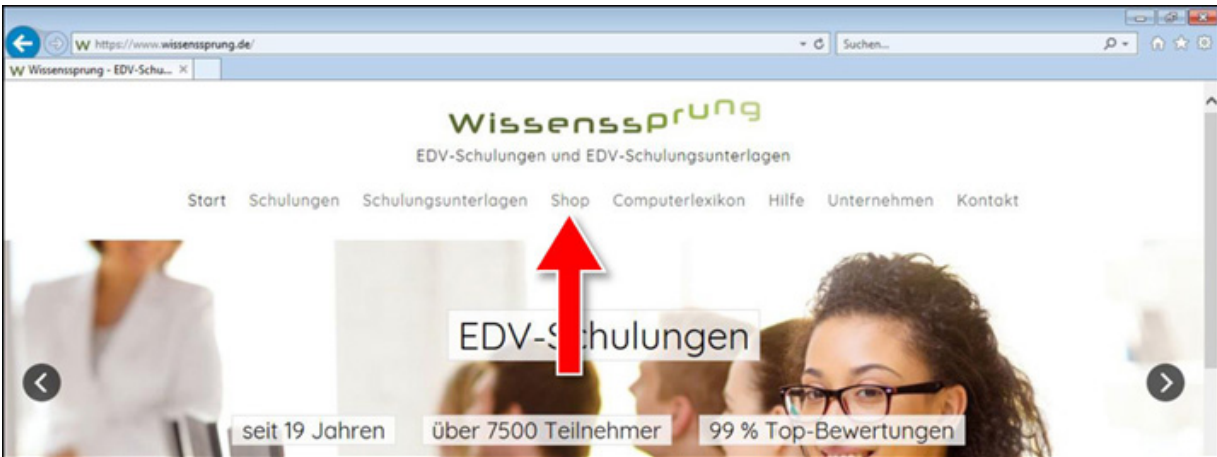 https://www.wissenssprung.de/
Suchen...
Wissenssprung - EDV-Schu...
Wissenssprung
EDV-Schulungen und EDV-Schulungsunterlagen
Start Schulungen Schulungsunterlagen Shop Computerlexikon Hilfe Unternehmen Kontakt
EDV-Schulungen
seit 19 Jahren über 7500 Teilnehmer 99 % Top-Bewertungen